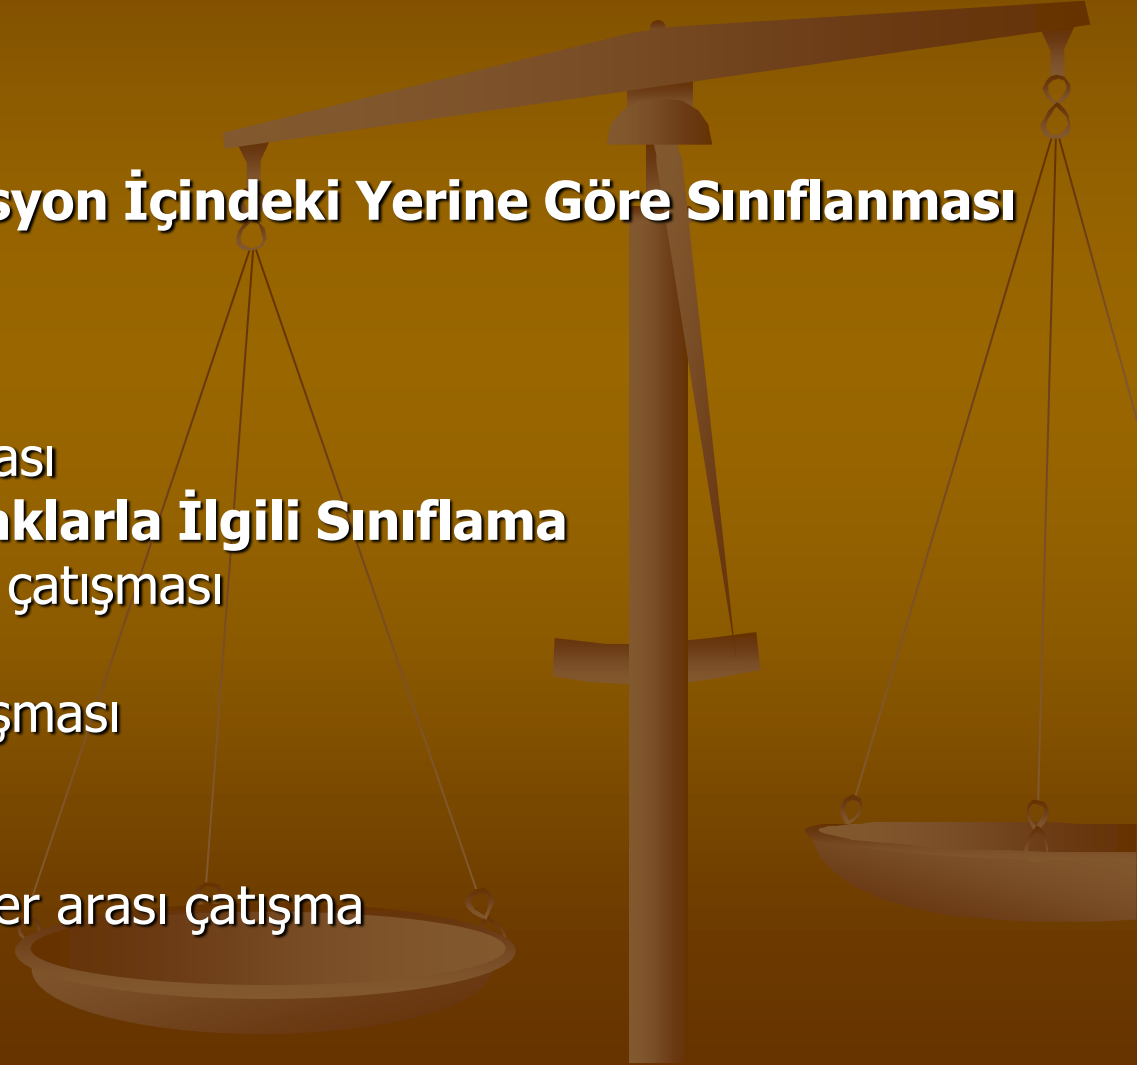 syon İçindeki Yerine Göre Sınıflanması
ası
aklarla İlgili Sınıflama
çatışması
şması
er arası çatışma